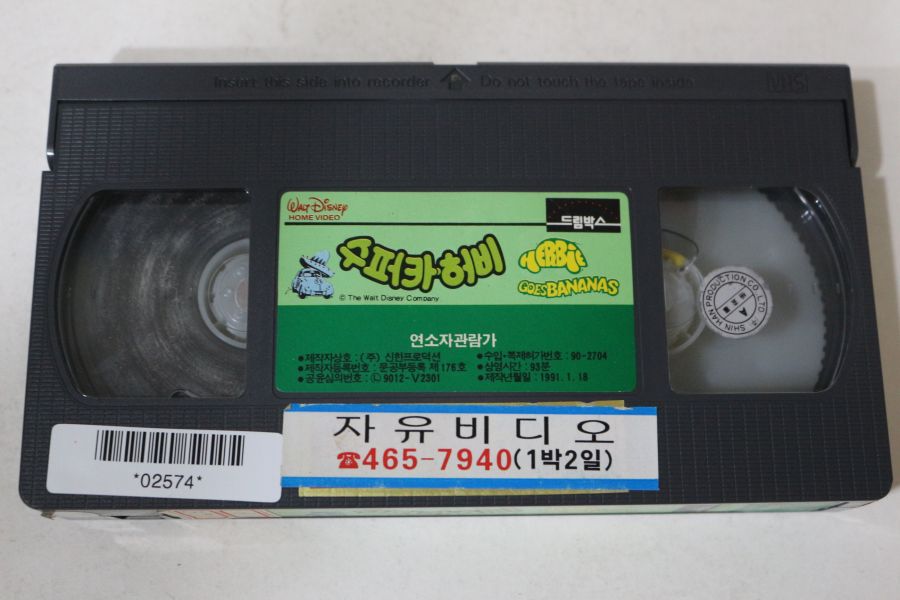 Insert this side into recorder Do not touch the tape inside VHS
WALT DISNEY
HOME VIDEO
드림박스
수퍼카 허비
HERBIE
GOES BANANAS
© The Walt Disney Company
연소자관람가
●제작자상호 : (주) 신한프로덕션
●제작자등록번호 : 문공부등록 제176호
●공윤심의번호 : Ⓒ9012-V2301
●수입·복제허가번호 : 90-2704
●상영시간 : 93분
●제작년월일 : 1991. 1. 18
SHIN HAN PRODUCTION CO., LTD
A
자유비디오
☎465-7940(1박2일)
*02574*